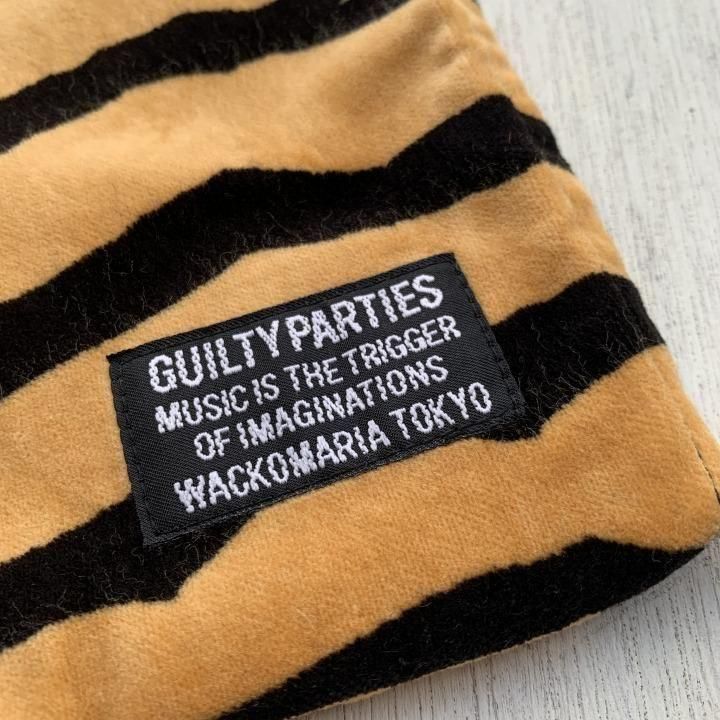 GUILTY PARTIES
MUSIC IS THE TRIGGER
OF IMAGINATIONS
WACKOMARIA TOKYO